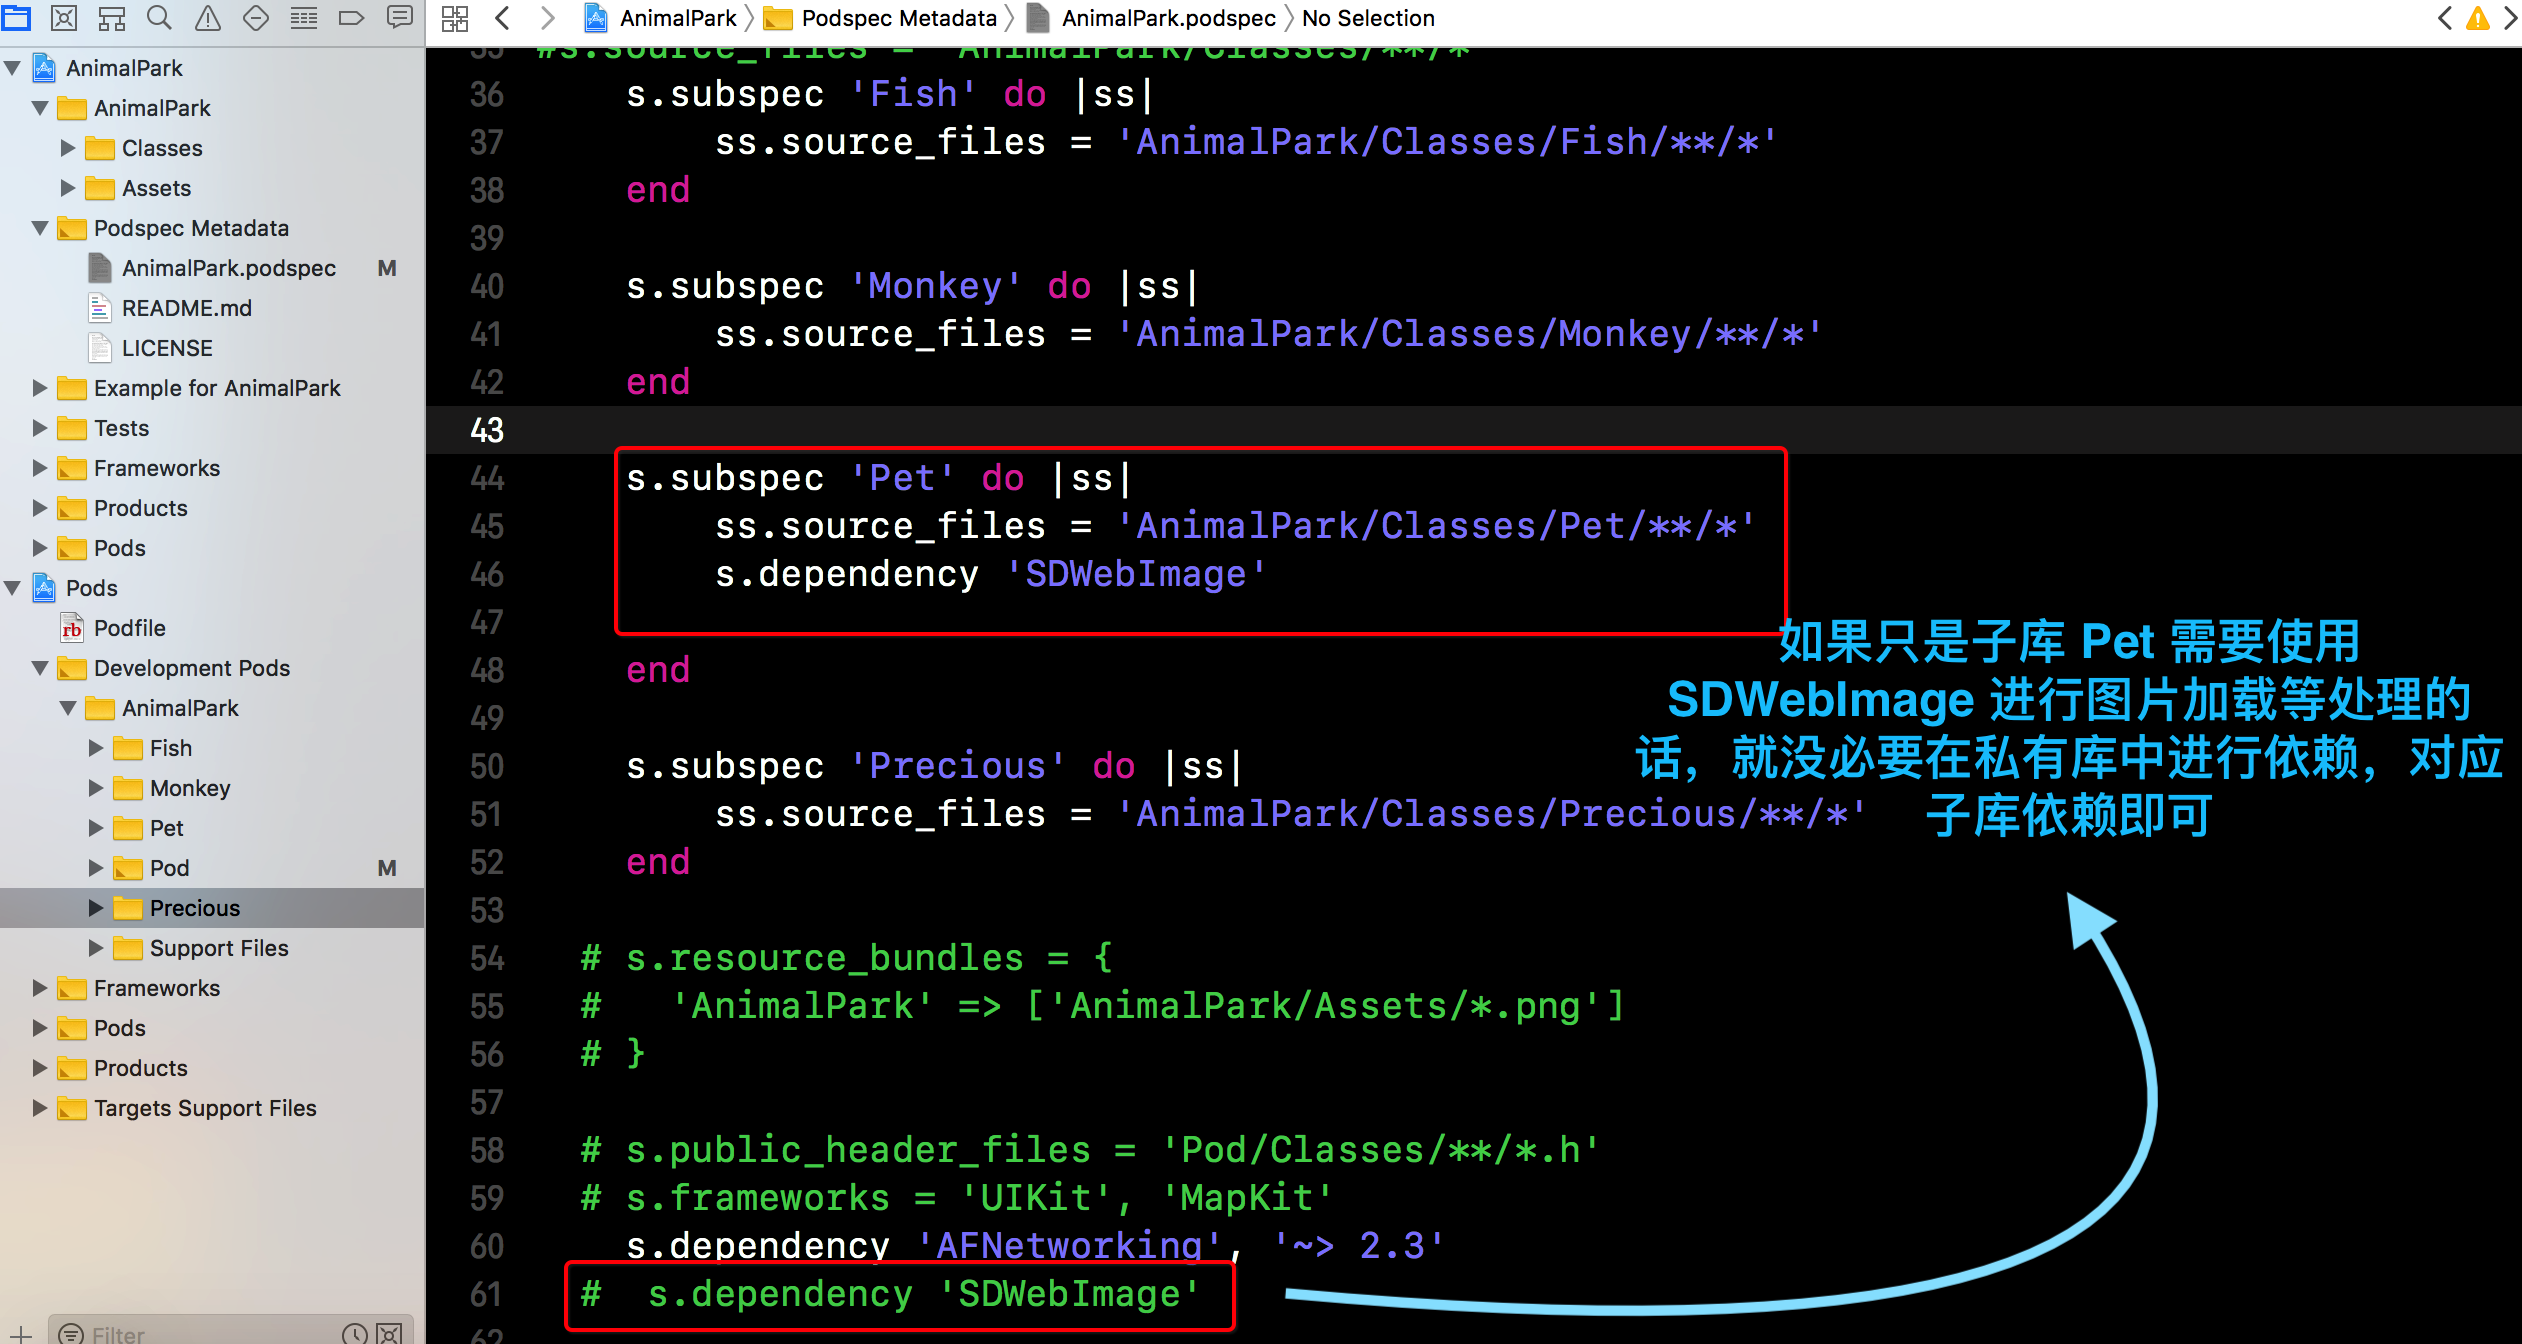 AnimalPark
Podspec Metadata
AnimalPark.podspec
No Selection
AnimalPark
AnimalPark
Classes
Assets
Podspec Metadata
AnimalPark.podspec M
README.md
LICENSE
Example for AnimalPark
Tests
Frameworks
Products
Pods
Pods
rb Podfile
Development Pods
AnimalPark
Fish
Monkey
Pet
Pod M
Precious
Support Files
Frameworks
Pods
Products
Targets Support Files
Filter
35 #s.source_files = 'AnimalPark/Classes/**/*'
36 s.subspec 'Fish' do |ss|
37 ss.source_files = 'AnimalPark/Classes/Fish/**/*'
38 end
39
40 s.subspec 'Monkey' do |ss|
41 ss.source_files = 'AnimalPark/Classes/Monkey/**/*'
42 end
43
44 s.subspec 'Pet' do |ss|
45 ss.source_files = 'AnimalPark/Classes/Pet/**/*'
46 s.dependency 'SDWebImage'
47
48 end
49
50 s.subspec 'Precious' do |ss|
51 ss.source_files = 'AnimalPark/Classes/Precious/**/*'
52 end
53
54 # s.resource_bundles = {
55 #   'AnimalPark' => ['AnimalPark/Assets/*.png']
56 # }
57
58 # s.public_header_files = 'Pod/Classes/**/*.h'
59 # s.frameworks = 'UIKit', 'MapKit'
60 s.dependency 'AFNetworking', '~> 2.3'
61 #  s.dependency 'SDWebImage'
62
如果只是子库 Pet 需要使用
SDWebImage 进行图片加载等处理的
话，就没必要在私有库中进行依赖，对应
子库依赖即可